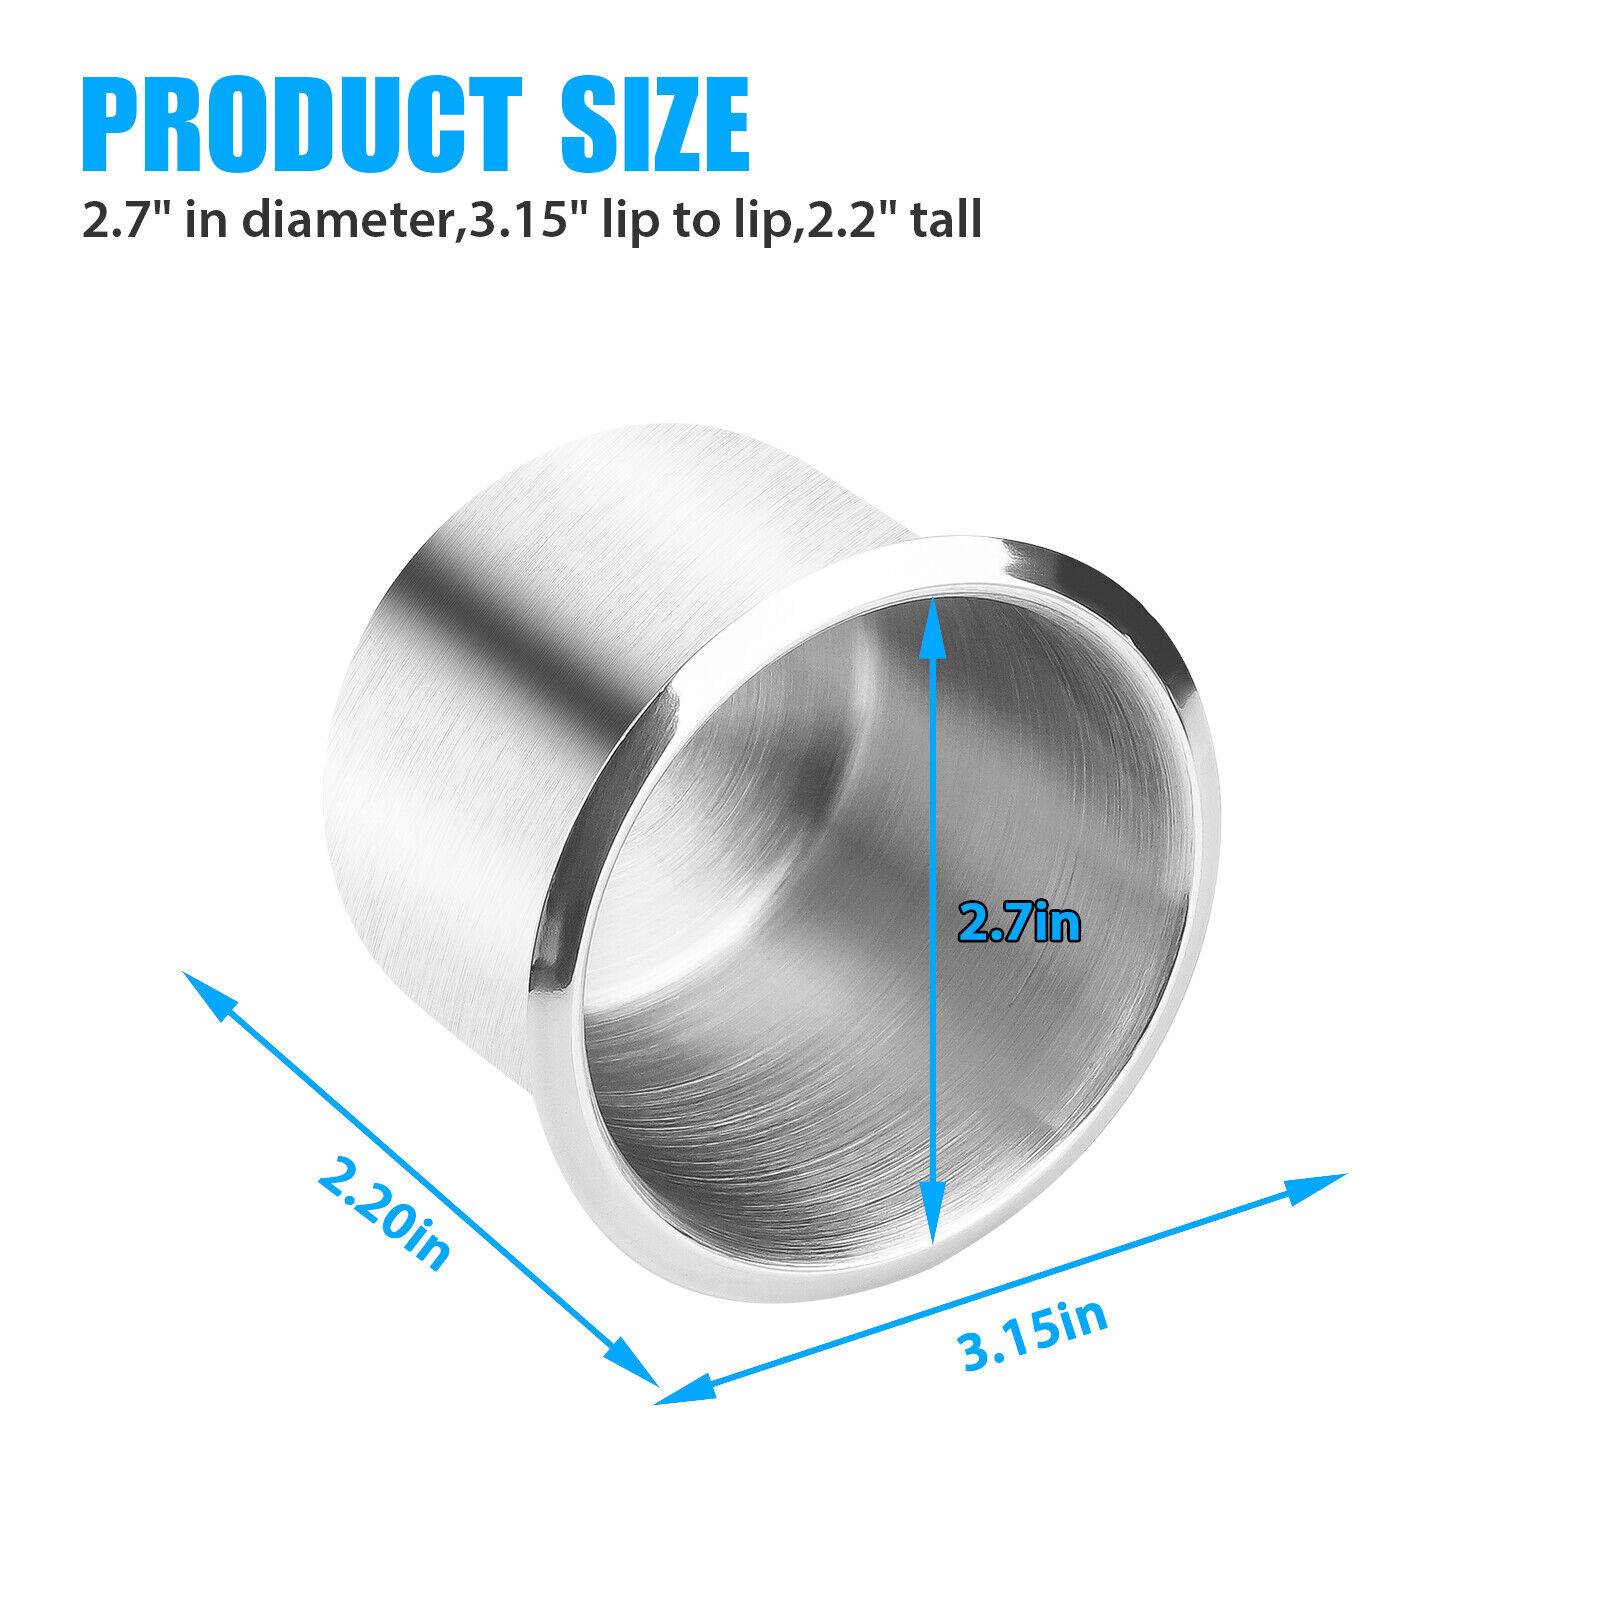 PRODUCT SIZE
2.7" in diameter,3.15" lip to lip,2.2" tall
2.7in
2.20in
3.15in